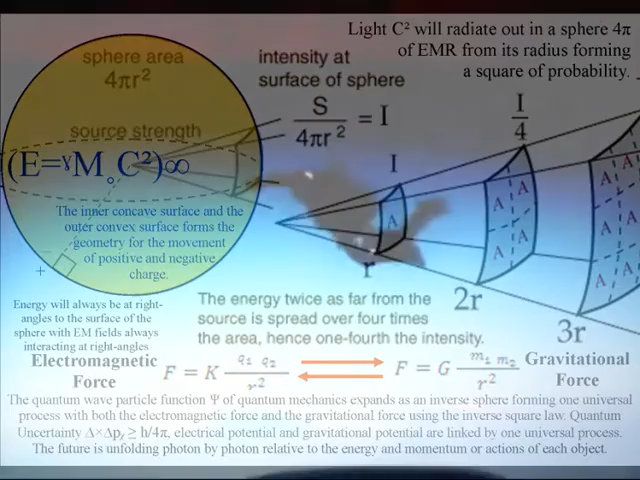 Light C² will radiate out in a sphere 4π
of EMR from its radius forming
a square of probability.
sphere area
4πr²
intensity at
surface of sphere
source strength
S
4πr² = I
(E=ˠM˳C²)∞
I
I
4
A
A A
A A
A A
A
A A
r
2r
3r
The inner concave surface and the
outer convex surface forms the
geometry for the movement
of positive and negative
charge.
−
+
Energy will always be at right-
angles to the surface of the
sphere with EM fields always
interacting at right-angles
The energy twice as far from the
source is spread over four times
the area, hence one-fourth the intensity.
Electromagnetic
Force
F = K q₁ q₂ / r²
F = G m₁ m₂ / r²
Gravitational
Force
The quantum wave particle function Ψ of quantum mechanics expands as an inverse sphere forming one universal
process with both the electromagnetic force and the gravitational force using the inverse square law. Quantum
Uncertainty Δ×Δpₓ ≥ h/4π, electrical potential and gravitational potential are linked by one universal process.
The future is unfolding photon by photon relative to the energy and momentum or actions of each object.